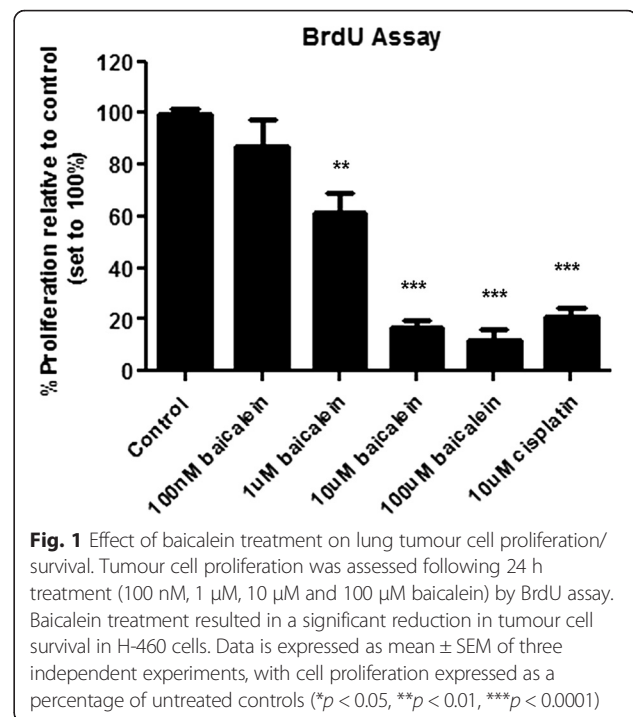 BrdU Assay
% Proliferation relative to control
(set to 100%)
120
100
80
60
40
20
0
**
***
***
***
Control
100nM baicalein
1uM baicalein
10uM baicalein
100uM baicalein
10uM cisplatin
Fig. 1 Effect of baicalein treatment on lung tumour cell proliferation/
survival. Tumour cell proliferation was assessed following 24 h
treatment (100 nM, 1 μM, 10 μM and 100 μM baicalein) by BrdU assay.
Baicalein treatment resulted in a significant reduction in tumour cell
survival in H-460 cells. Data is expressed as mean ± SEM of three
independent experiments, with cell proliferation expressed as a
percentage of untreated controls (*p < 0.05, **p < 0.01, ***p < 0.0001)